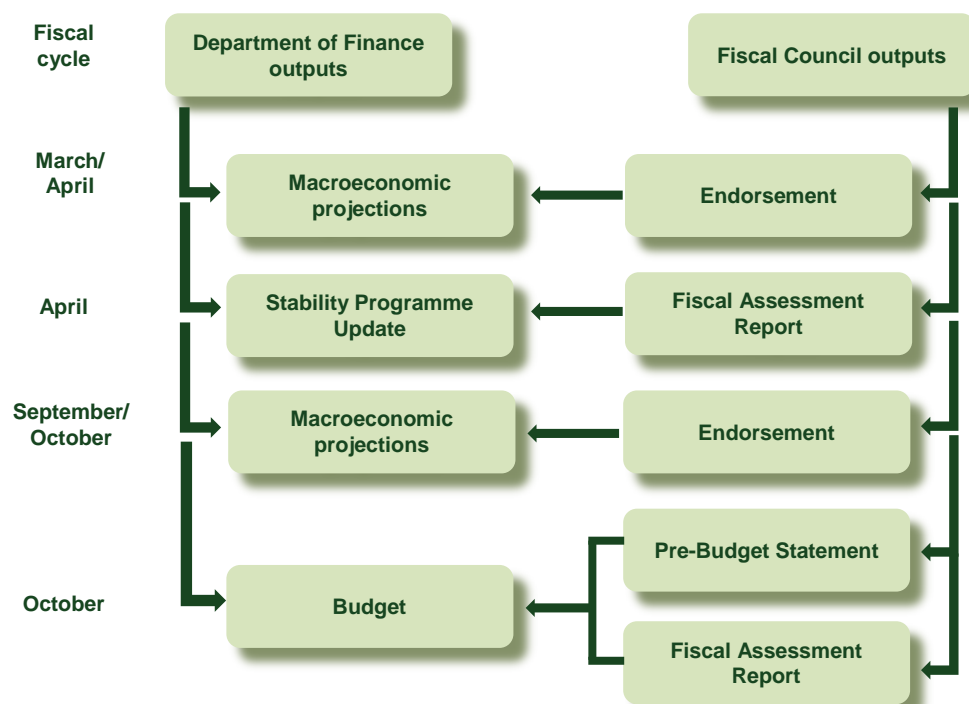 Fiscal
cycle
Department of Finance
outputs
Fiscal Council outputs
March/
April
Macroeconomic
projections
Endorsement
April
Stability Programme
Update
Fiscal Assessment
Report
September/
October
Macroeconomic
projections
Endorsement
October
Budget
Pre-Budget Statement
Fiscal Assessment
Report